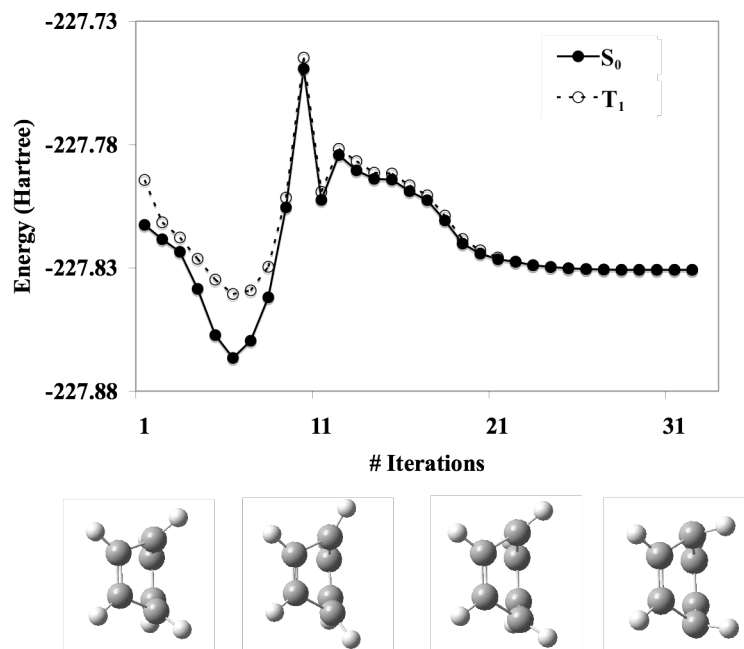 -227.73
-227.78
-227.83
-227.88
Energy (Hartree)
S₀
T₁
1 11 21 31
# Iterations